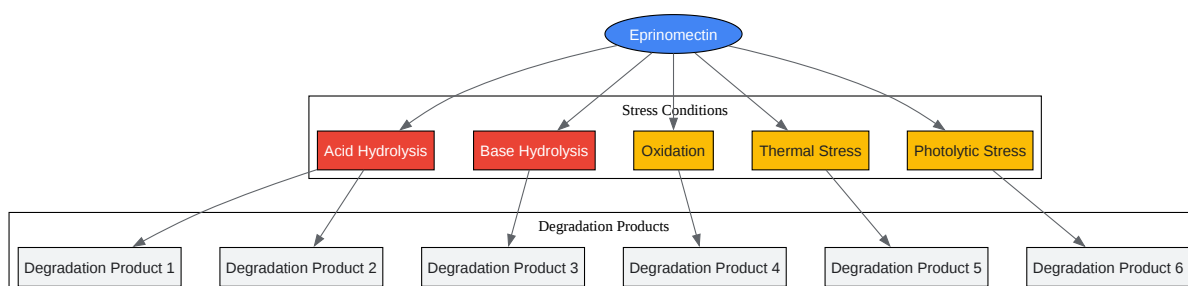 Eprinomectin
Stress Conditions
Acid Hydrolysis
Base Hydrolysis
Oxidation
Thermal Stress
Photolytic Stress
Degradation Products
Degradation Product 1
Degradation Product 2
Degradation Product 3
Degradation Product 4
Degradation Product 5
Degradation Product 6